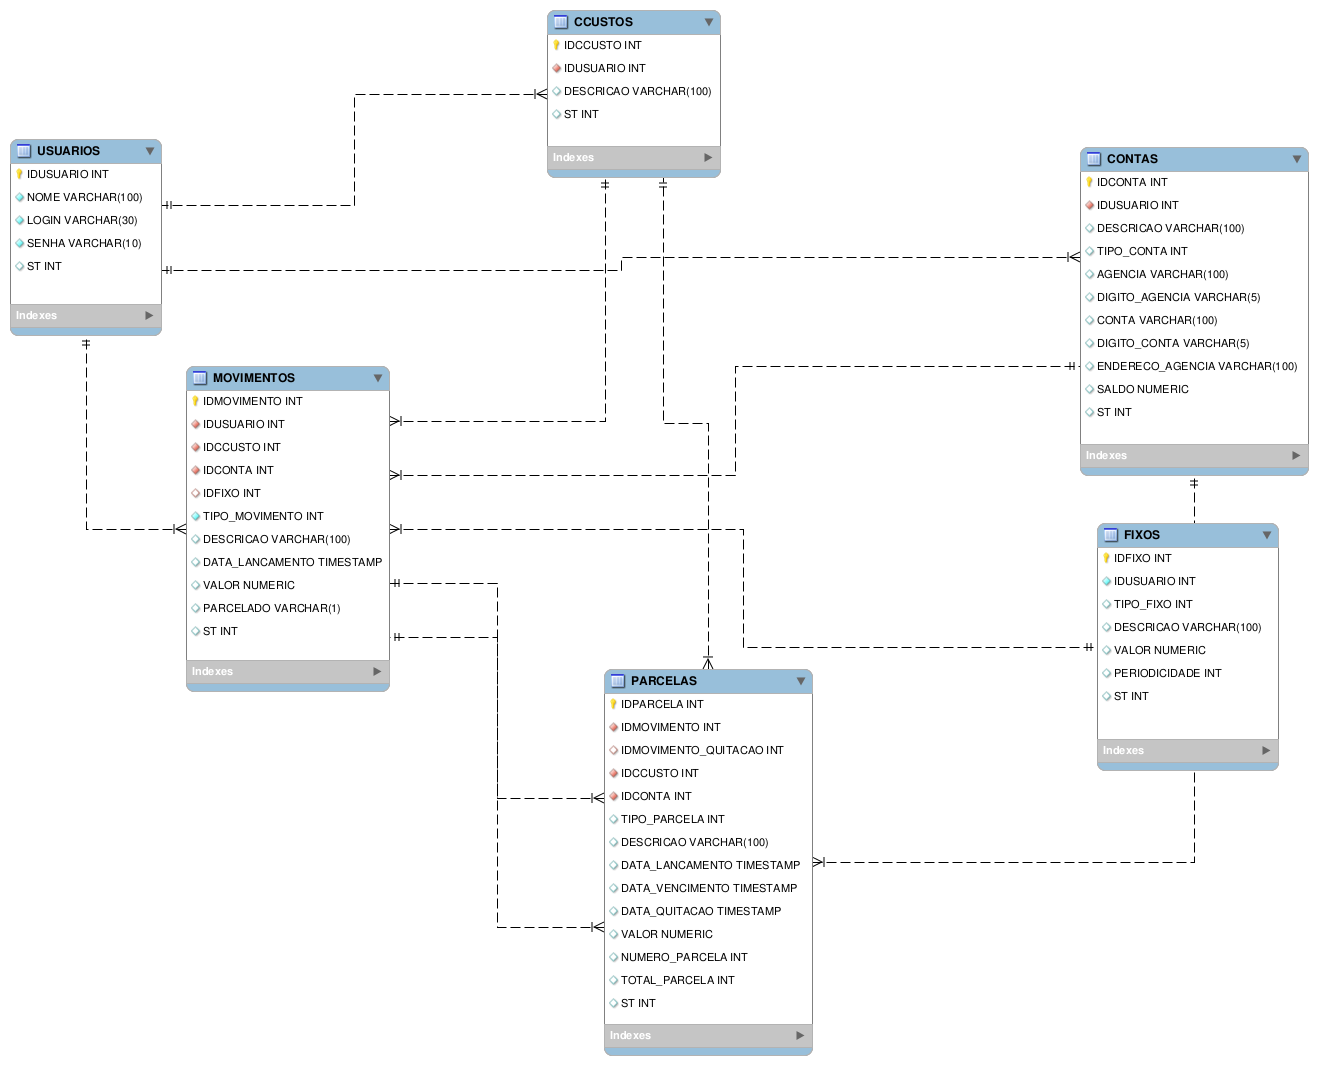 CCUSTOS
IDCCUSTO INT
IDUSUARIO INT
DESCRICAO VARCHAR(100)
ST INT
Indexes
USUARIOS
IDUSUARIO INT
NOME VARCHAR(100)
LOGIN VARCHAR(30)
SENHA VARCHAR(10)
ST INT
Indexes
CONTAS
IDCONTA INT
IDUSUARIO INT
DESCRICAO VARCHAR(100)
TIPO_CONTA INT
AGENCIA VARCHAR(100)
DIGITO_AGENCIA VARCHAR(5)
CONTA VARCHAR(100)
DIGITO_CONTA VARCHAR(5)
ENDERECO_AGENCIA VARCHAR(100)
SALDO NUMERIC
ST INT
Indexes
MOVIMENTOS
IDMOVIMENTO INT
IDUSUARIO INT
IDCCUSTO INT
IDCONTA INT
IDFIXO INT
TIPO_MOVIMENTO INT
DESCRICAO VARCHAR(100)
DATA_LANCAMENTO TIMESTAMP
VALOR NUMERIC
PARCELADO VARCHAR(1)
ST INT
Indexes
FIXOS
IDFIXO INT
IDUSUARIO INT
TIPO_FIXO INT
DESCRICAO VARCHAR(100)
VALOR NUMERIC
PERIODICIDADE INT
ST INT
Indexes
PARCELAS
IDPARCELA INT
IDMOVIMENTO INT
IDMOVIMENTO_QUITACAO INT
IDCCUSTO INT
IDCONTA INT
TIPO_PARCELA INT
DESCRICAO VARCHAR(100)
DATA_LANCAMENTO TIMESTAMP
DATA_VENCIMENTO TIMESTAMP
DATA_QUITACAO TIMESTAMP
VALOR NUMERIC
NUMERO_PARCELA INT
TOTAL_PARCELA INT
ST INT
Indexes